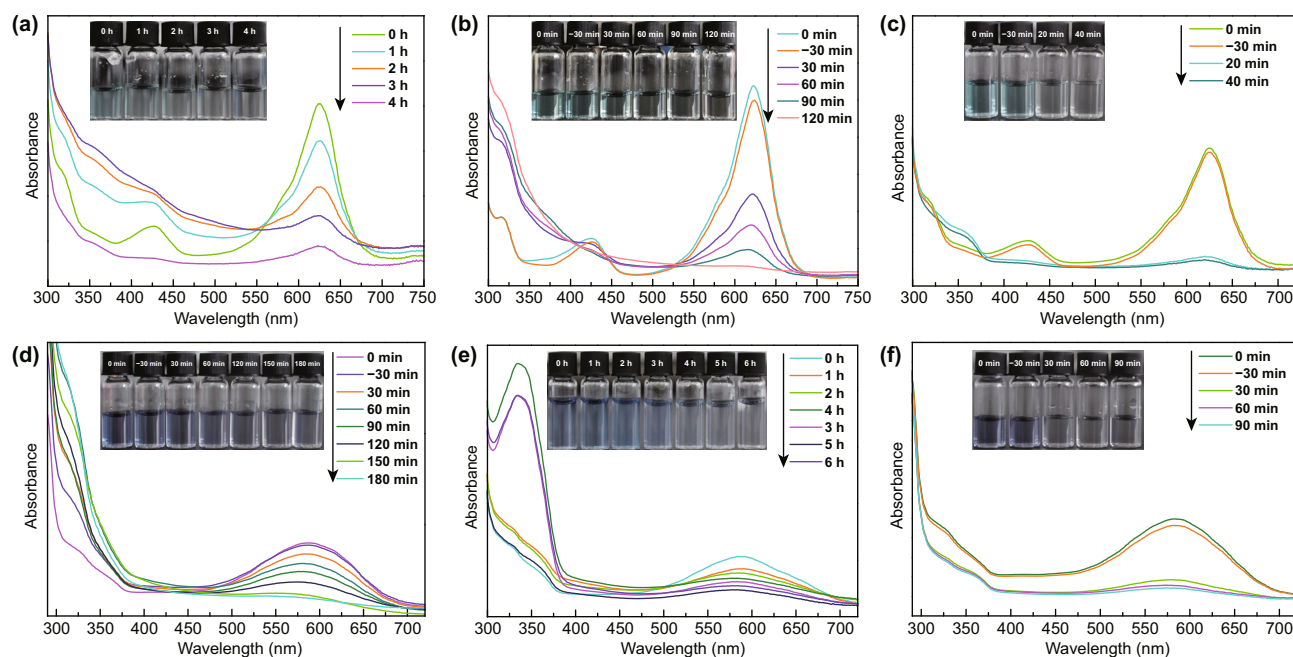 (a)
0 h 1 h 2 h 3 h 4 h
0 h
1 h
2 h
3 h
4 h
Absorbance
300 350 400 450 500 550 600 650 700 750
Wavelength (nm)
(b)
0 min −30 min 30 min 60 min 90 min 120 min
0 min
−30 min
30 min
60 min
90 min
120 min
Absorbance
300 350 400 450 500 550 600 650 700 750
Wavelength (nm)
(c)
0 min −30 min 20 min 40 min
0 min
−30 min
20 min
40 min
Absorbance
300 350 400 450 500 550 600 650 700
Wavelength (nm)
(d)
0 min −30 min 30 min 60 min 120 min 150 min 180 min
0 min
−30 min
30 min
60 min
90 min
120 min
150 min
180 min
Absorbance
300 350 400 450 500 550 600 650 700
Wavelength (nm)
(e)
0 h 1 h 2 h 3 h 4 h 5 h 6 h
0 h
1 h
2 h
4 h
3 h
5 h
6 h
Absorbance
300 350 400 450 500 550 600 650 700
Wavelength (nm)
(f)
0 min −30 min 30 min 60 min 90 min
0 min
−30 min
30 min
60 min
90 min
Absorbance
300 350 400 450 500 550 600 650 700
Wavelength (nm)